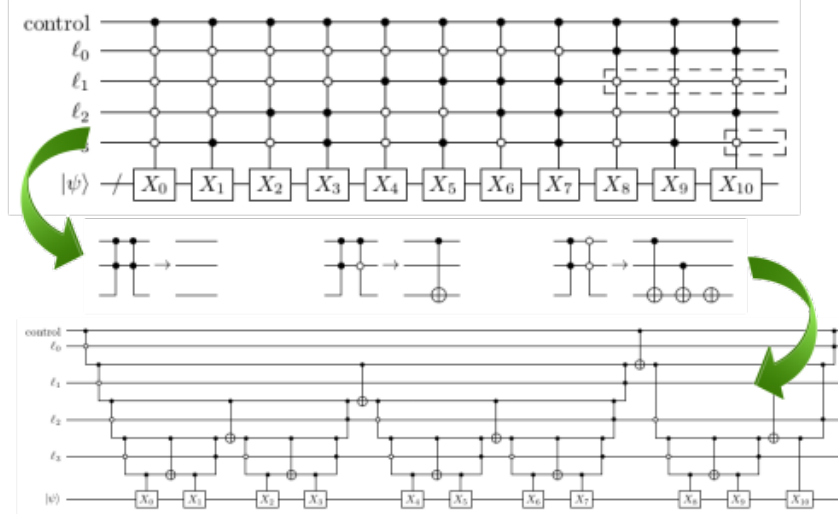 control
ℓ₀
ℓ₁
ℓ₂
₃
|ψ⟩ X₀ X₁ X₂ X₃ X₄ X₅ X₆ X₇ X₈ X₉ X₁₀
→ → →
control
ℓ₀
ℓ₁
ℓ₂
ℓ₃
|ψ⟩ X₀ X₁ X₂ X₃ X₄ X₅ X₆ X₇ X₈ X₉ X₁₀